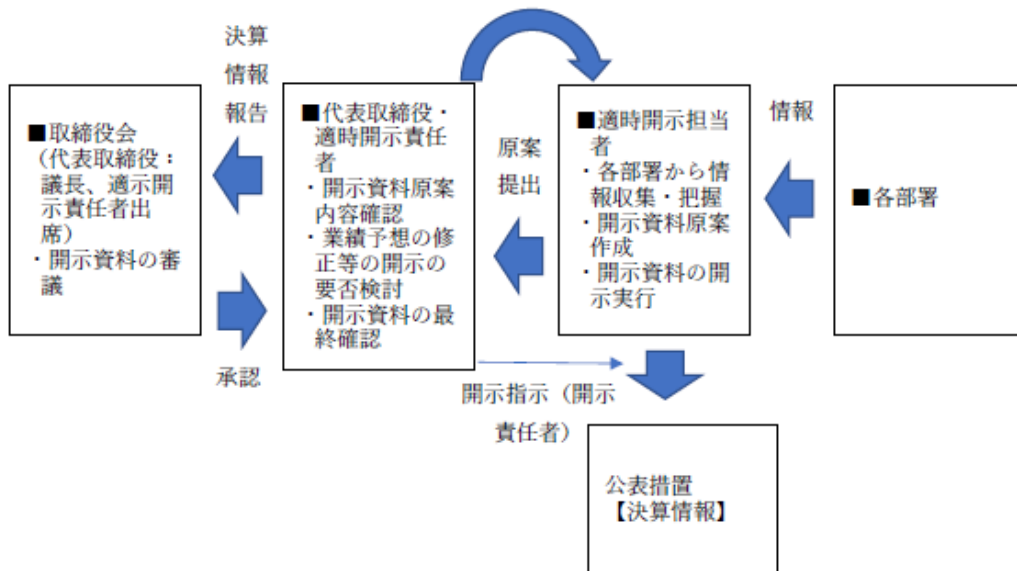 決算
情報
報告
■取締役会
（代表取締役：
議長、適示開
示責任者出
席）
・開示資料の審
議
承認
■代表取締役・
適時開示責任
者
・開示資料原案
内容確認
・業績予想の修
正等の開示の
要否検討
・開示資料の最
終確認
原案
提出
■適時開示担当
者
・各部署から情
報収集・把握
・開示資料原案
作成
・開示資料の開
示実行
情報
■各部署
開示指示（開示
責任者）
公表措置
【決算情報】